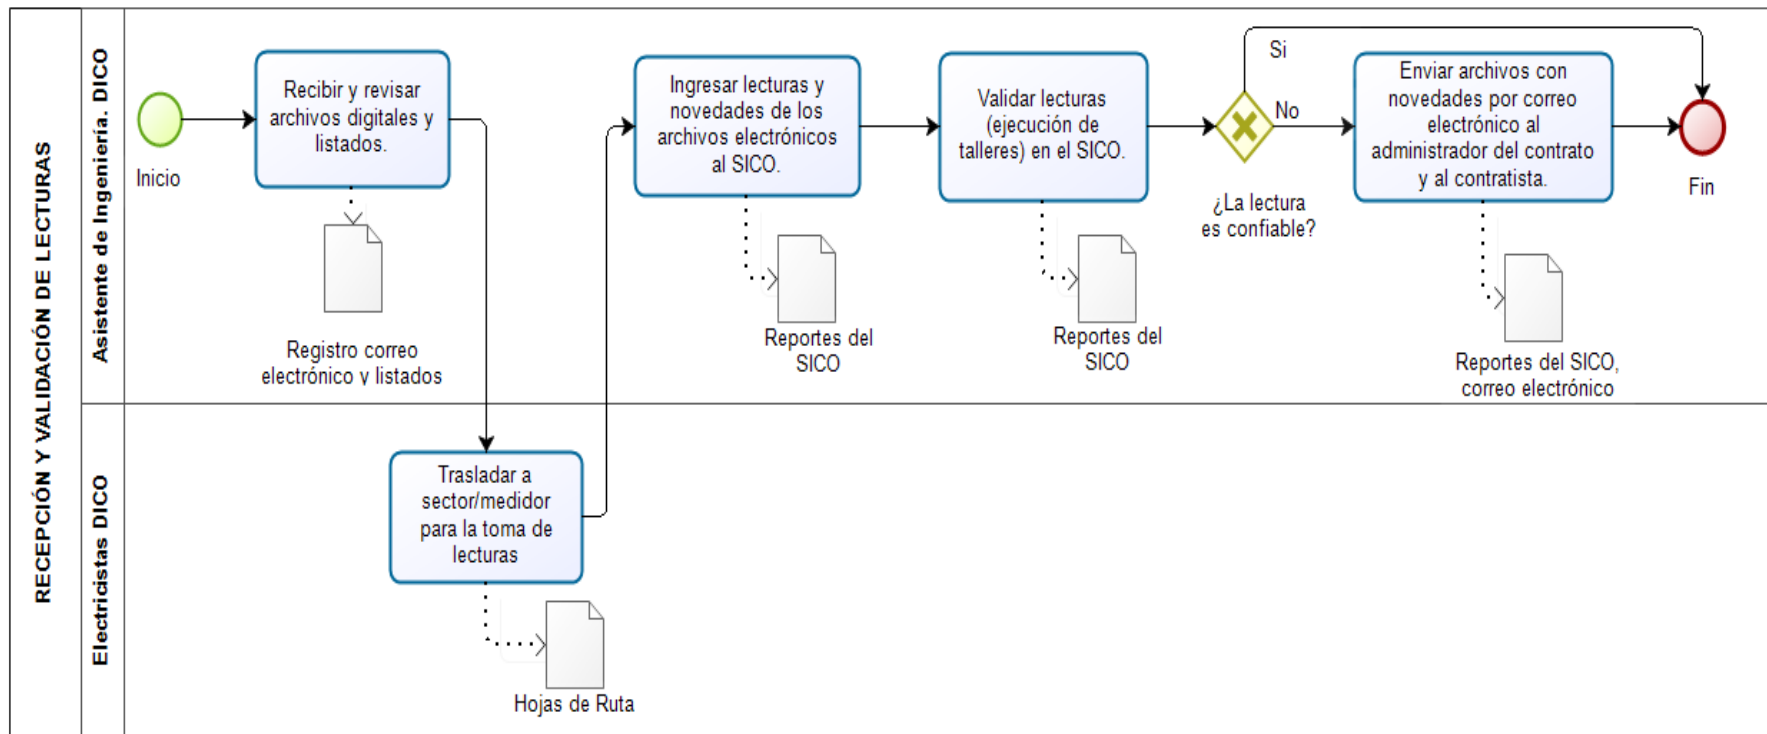 RECEPCIÓN Y VALIDACIÓN DE LECTURAS
Asistente de Ingeniería. DICO
Inicio
Recibir y revisar
archivos digitales y
listados.
Registro correo
electrónico y listados
Ingresar lecturas y
novedades de los
archivos electrónicos
al SICO.
Reportes del
SICO
Validar lecturas
(ejecución de
talleres) en el SICO.
Reportes del
SICO
Si
No
¿La lectura
es confiable?
Enviar archivos con
novedades por correo
electrónico al
administrador del contrato
y al contratista.
Reportes del SICO,
correo electrónico
Fin
Electricistas DICO
Trasladar a
sector/medidor
para la toma de
lecturas
Hojas de Ruta